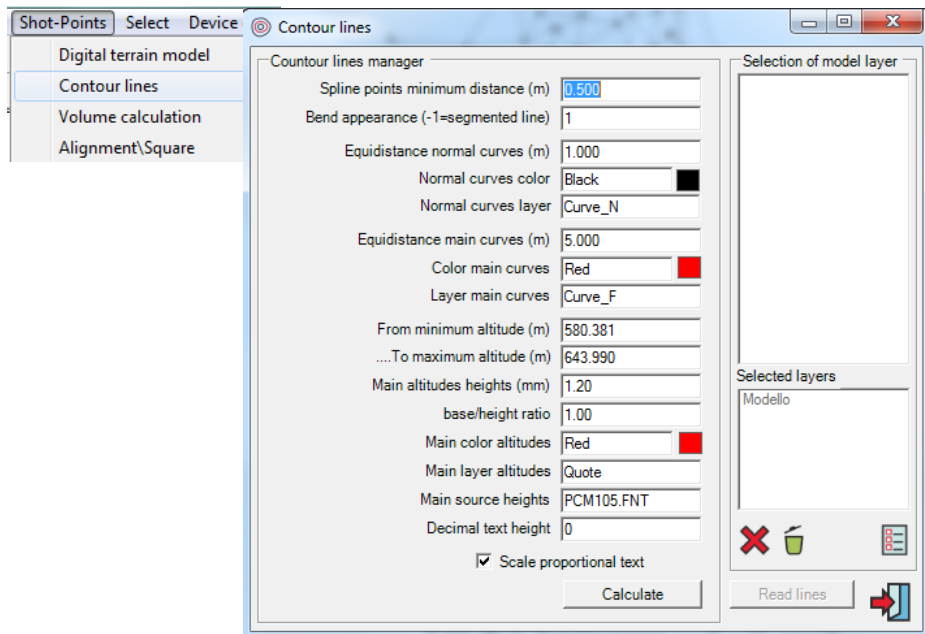 Shot-Points Select Device
Digital terrain model
Contour lines
Volume calculation
Alignment\Square
Contour lines
Countour lines manager
Spline points minimum distance (m) 0.500
Bend appearance (-1=segmented line) 1
Equidistance normal curves (m) 1.000
Normal curves color Black
Normal curves layer Curve_N
Equidistance main curves (m) 5.000
Color main curves Red
Layer main curves Curve_F
From minimum altitude (m) 580.381
....To maximum altitude (m) 643.990
Main altitudes heights (mm) 1.20
base/height ratio 1.00
Main color altitudes Red
Main layer altitudes Quote
Main source heights PCM105.FNT
Decimal text height 0
Scale proportional text
Calculate
Selection of model layer
Selected layers
Modello
Read lines